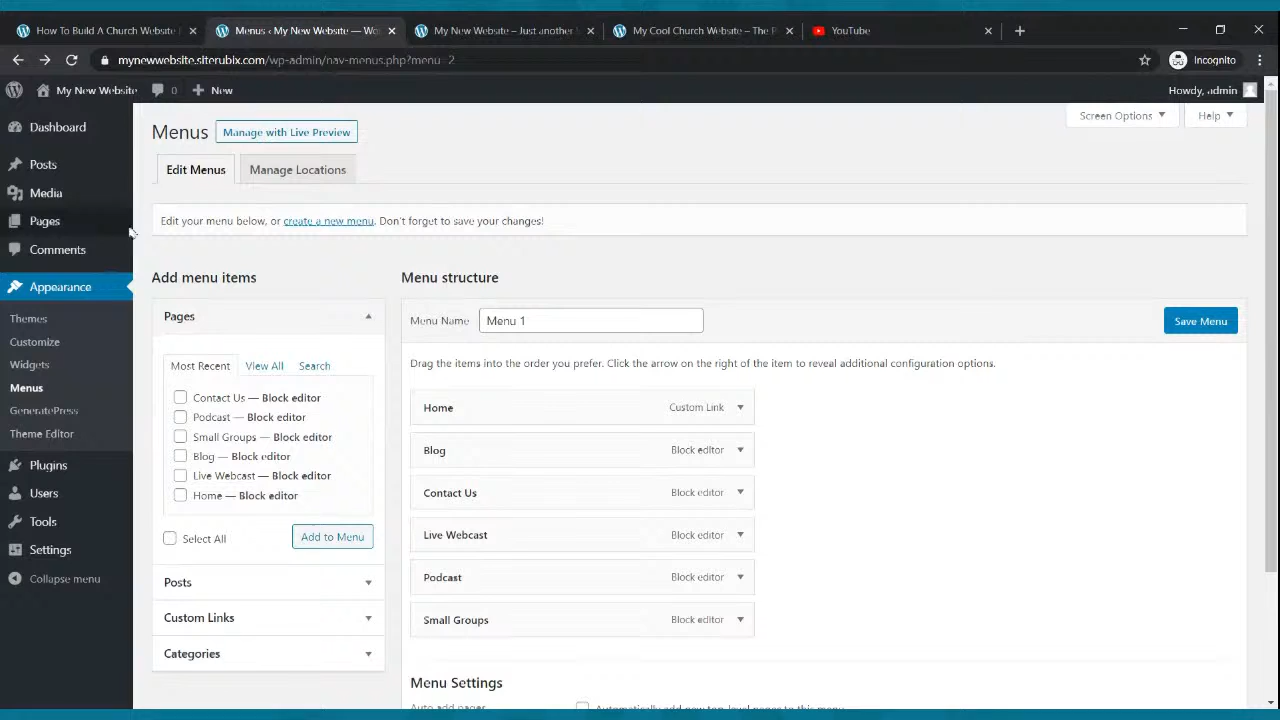 How To Build A Church Website
Menus ‹ My New Website — Wo
My New Website – Just another
My Cool Church Website – The P
YouTube
mynewwebsite.siterubix.com/wp-admin/nav-menus.php?menu=2
Incognito
My New Website
0
New
Howdy, admin
Dashboard
Posts
Media
Pages
Comments
Appearance
Themes
Customize
Widgets
Menus
GeneratePress
Theme Editor
Plugins
Users
Tools
Settings
Collapse menu
Menus
Manage with Live Preview
Screen Options
Help
Edit Menus
Manage Locations
Edit your menu below, or create a new menu. Don't forget to save your changes!
Add menu items
Pages
Most Recent
View All
Search
Contact Us — Block editor
Podcast — Block editor
Small Groups — Block editor
Blog — Block editor
Live Webcast — Block editor
Home — Block editor
Select All
Add to Menu
Posts
Custom Links
Categories
Menu structure
Menu Name
Menu 1
Save Menu
Drag the items into the order you prefer. Click the arrow on the right of the item to reveal additional configuration options.
Home Custom Link
Blog Block editor
Contact Us Block editor
Live Webcast Block editor
Podcast Block editor
Small Groups Block editor
Menu Settings
Auto add pages
Automatically add new top-level pages to this menu